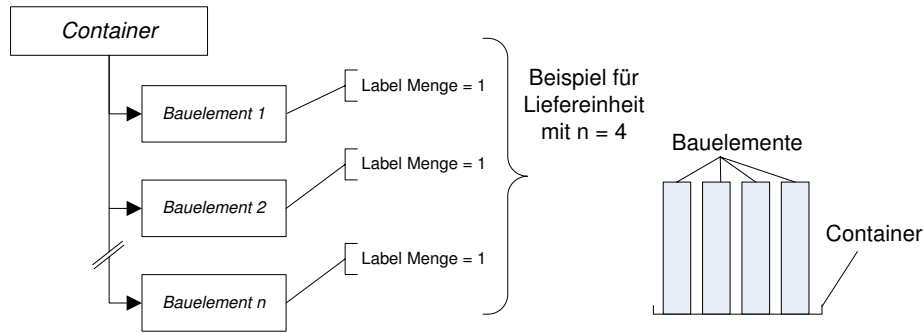 Container
Bauelement 1
Label Menge = 1
Bauelement 2
Label Menge = 1
Bauelement n
Label Menge = 1
Beispiel für
Liefereinheit
mit n = 4
Bauelemente
Container